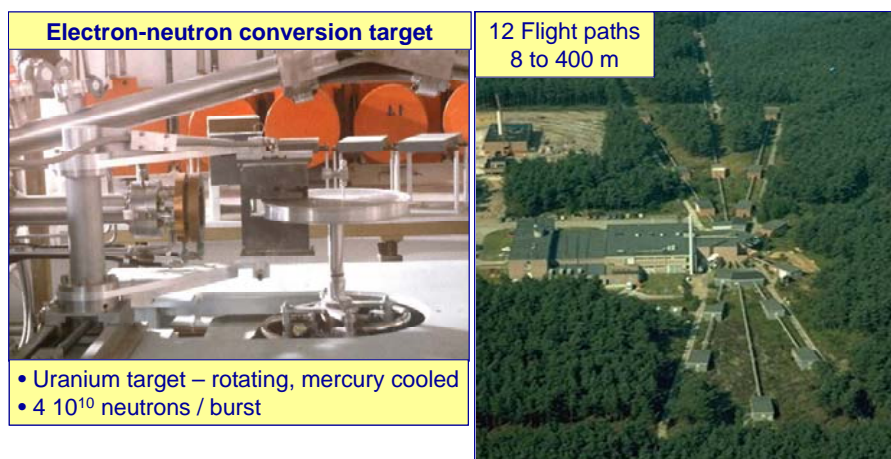 Electron-neutron conversion target
12 Flight paths
8 to 400 m
• Uranium target – rotating, mercury cooled
• 4 10¹⁰ neutrons / burst